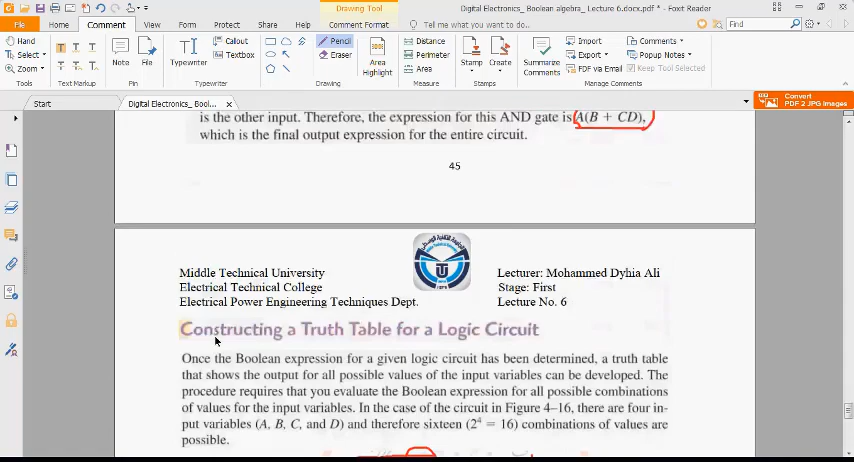 Drawing Tool
Digital Electronics_ Boolean algebra_ Lecture 6.docx.pdf * - Foxit Reader
File
Home
Comment
View
Form
Protect
Share
Help
Extras
Comment Format
Tell me what you want to do..
Find
Hand
Select
Zoom
Tools
Text Markup
Note
File
Pin
Typewriter
Callout
Textbox
Typewriter
Pencil
Eraser
Drawing
Area
Highlight
Distance
Perimeter
Area
Measure
Stamp
Create
Stamps
Summarize
Comments
Import
Export
FDF via Email
Comments
Popup Notes
Keep Tool Selected
Manage Comments
Start
Digital Electronics_ Bool...
Convert
PDF 2 JPG Images
is the other input. Therefore, the expression for this AND gate is A(B + CD),
which is the final output expression for the entire circuit.
45
Middle Technical University
Electrical Technical College
Electrical Power Engineering Techniques Dept.
Lecturer: Mohammed Dyhia Ali
Stage: First
Lecture No. 6
Constructing a Truth Table for a Logic Circuit
Once the Boolean expression for a given logic circuit has been determined, a truth table
that shows the output for all possible values of the input variables can be developed. The
procedure requires that you evaluate the Boolean expression for all possible combinations
of values for the input variables. In the case of the circuit in Figure 4–16, there are four in-
put variables (A, B, C, and D) and therefore sixteen (2⁴ = 16) combinations of values are
possible.